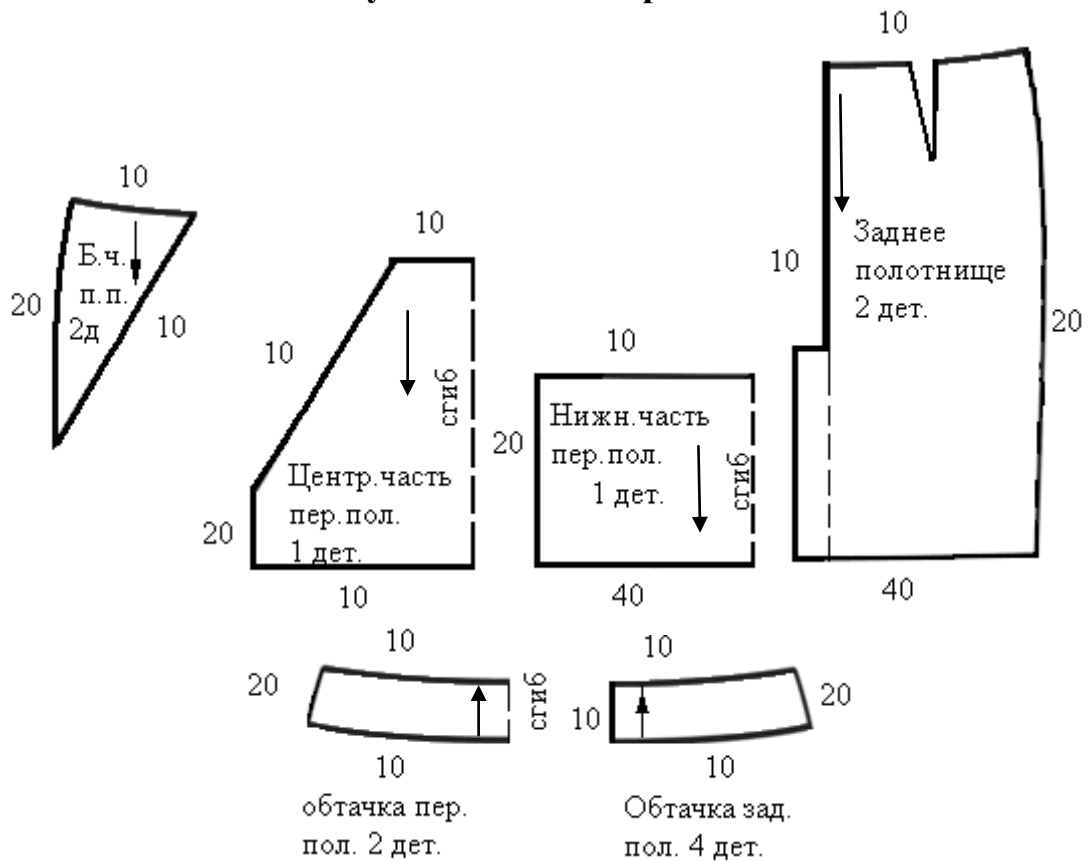 10
10
Б.ч.
п.п.
2д
20
10
10
10
сгиб
Центр.часть
пер.пол.
1 дет.
20
10
10
20
Нижн.часть
пер.пол.
1 дет.
сгиб
40
10
Заднее
полотнище
2 дет.
20
40
10
20
сгиб
10
обтачка пер.
пол. 2 дет.
10
10
20
10
Обтачка зад.
пол. 4 дет.